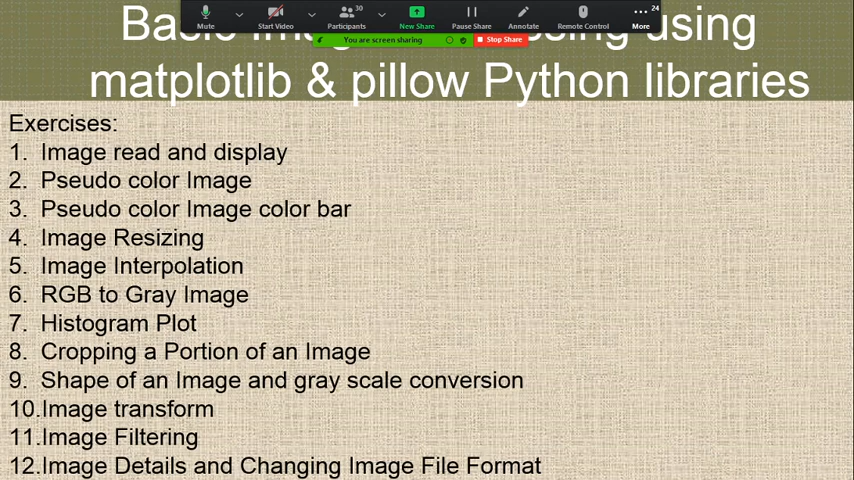 Mute
Start Video
30
Participants
New Share
Pause Share
Annotate
Remote Control
24
More
You are screen sharing
Stop Share
using
matplotlib & pillow Python libraries
Exercises:
1. Image read and display
2. Pseudo color Image
3. Pseudo color Image color bar
4. Image Resizing
5. Image Interpolation
6. RGB to Gray Image
7. Histogram Plot
8. Cropping a Portion of an Image
9. Shape of an Image and gray scale conversion
10.Image transform
11.Image Filtering
12.Image Details and Changing Image File Format